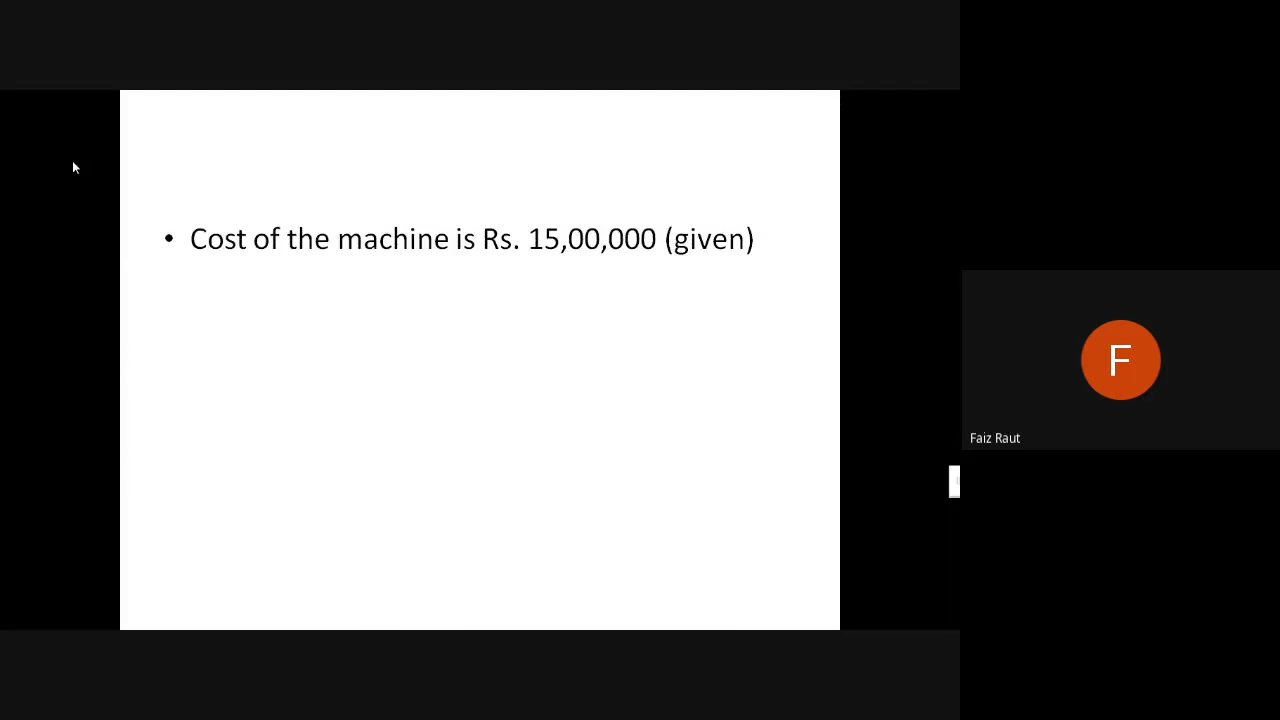 • Cost of the machine is Rs. 15,00,000 (given)
F
Faiz Raut